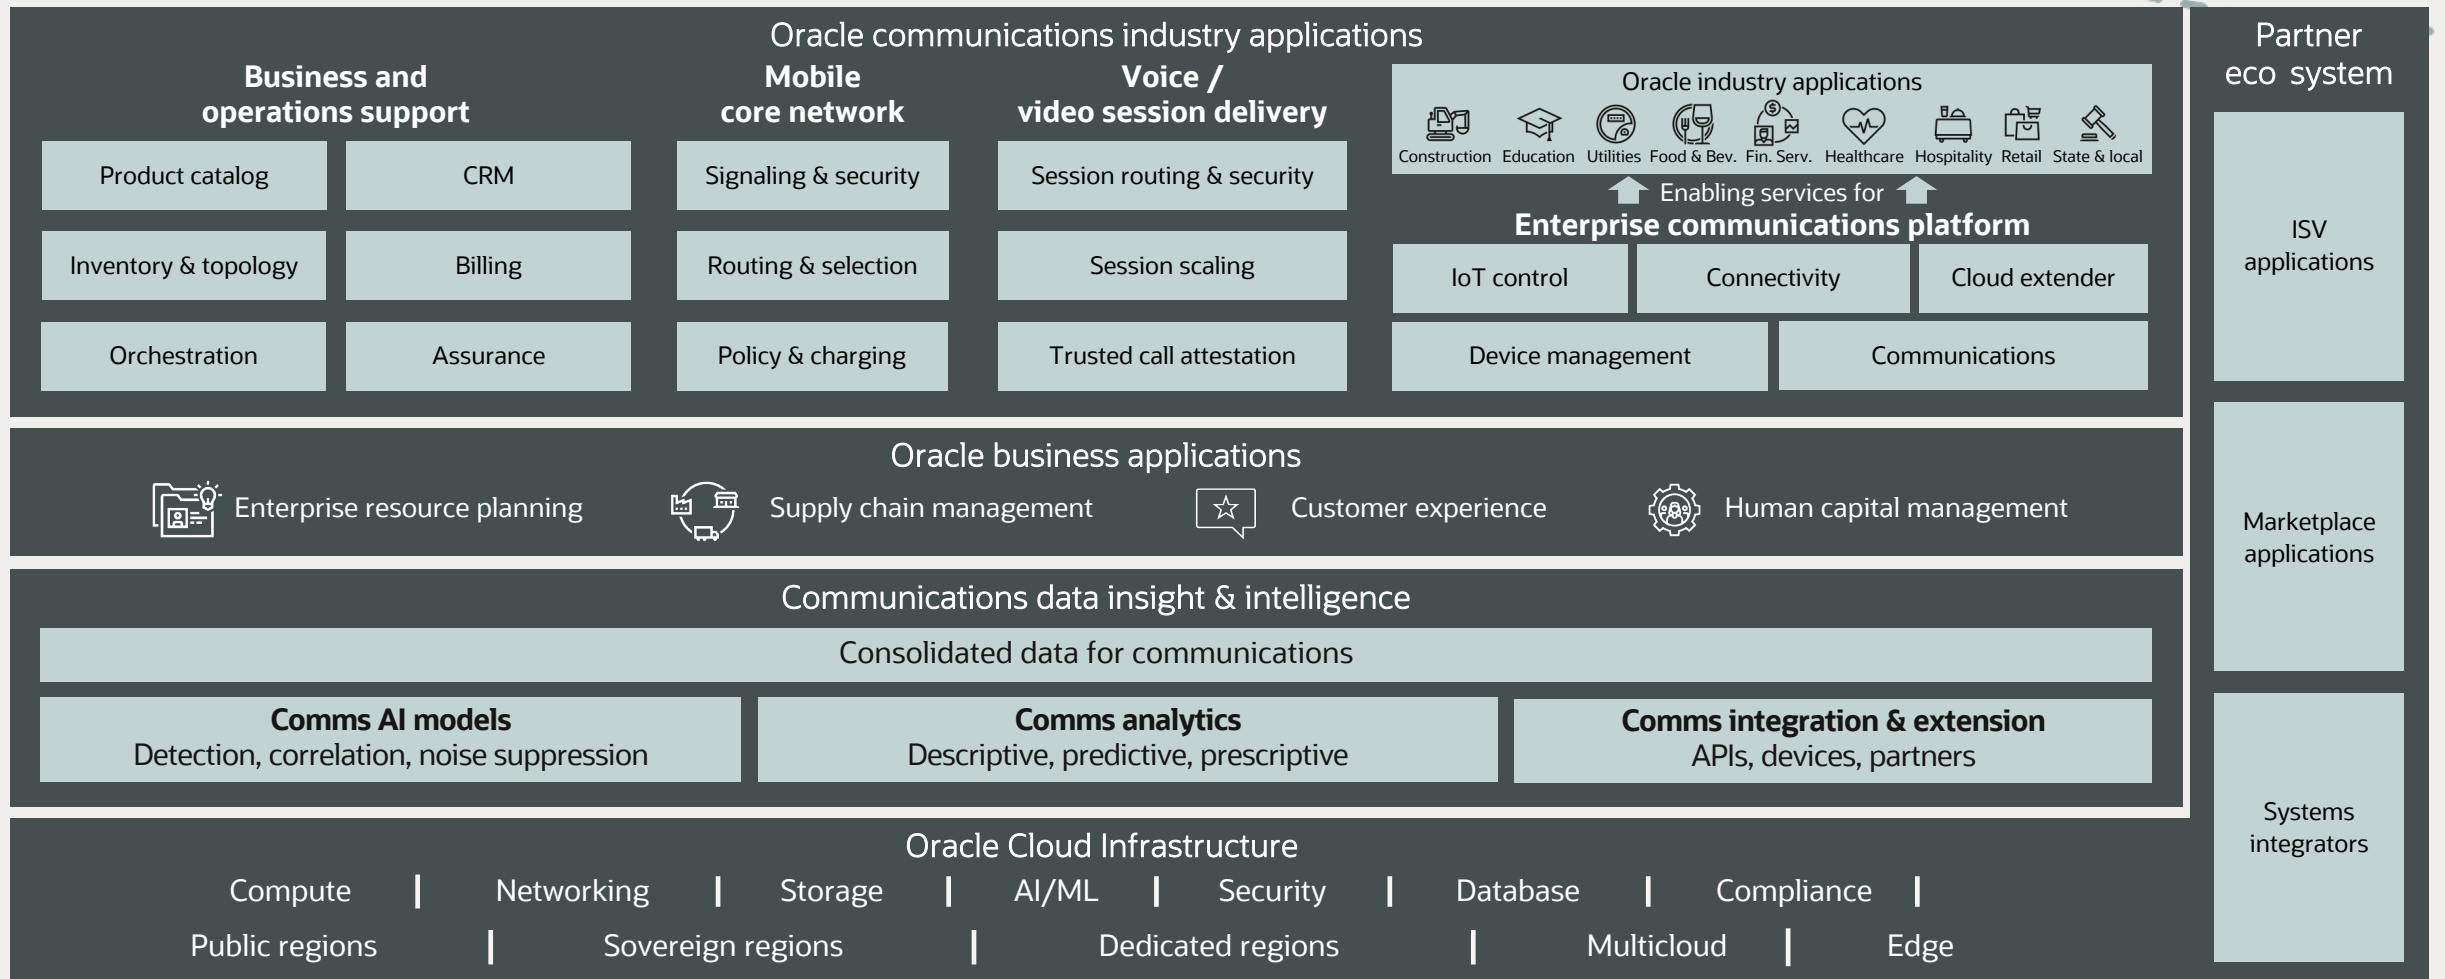 Oracle communications industry applications
Business and
operations support
Product catalog
CRM
Inventory & topology
Billing
Orchestration
Assurance
Mobile
core network
Signaling & security
Routing & selection
Policy & charging
Voice /
video session delivery
Session routing & security
Session scaling
Trusted call attestation
Oracle industry applications
Construction Education Utilities Food & Bev. Fin. Serv. Healthcare Hospitality Retail State & local
Enabling services for
Enterprise communications platform
IoT control
Connectivity
Cloud extender
Device management
Communications
Oracle business applications
Enterprise resource planning
Supply chain management
Customer experience
Human capital management
Communications data insight & intelligence
Consolidated data for communications
Comms AI models
Detection, correlation, noise suppression
Comms analytics
Descriptive, predictive, prescriptive
Comms integration & extension
APIs, devices, partners
Oracle Cloud Infrastructure
Compute | Networking | Storage | AI/ML | Security | Database | Compliance |
Public regions | Sovereign regions | Dedicated regions | Multicloud | Edge
Partner
eco system
ISV
applications
Marketplace
applications
Systems
integrators